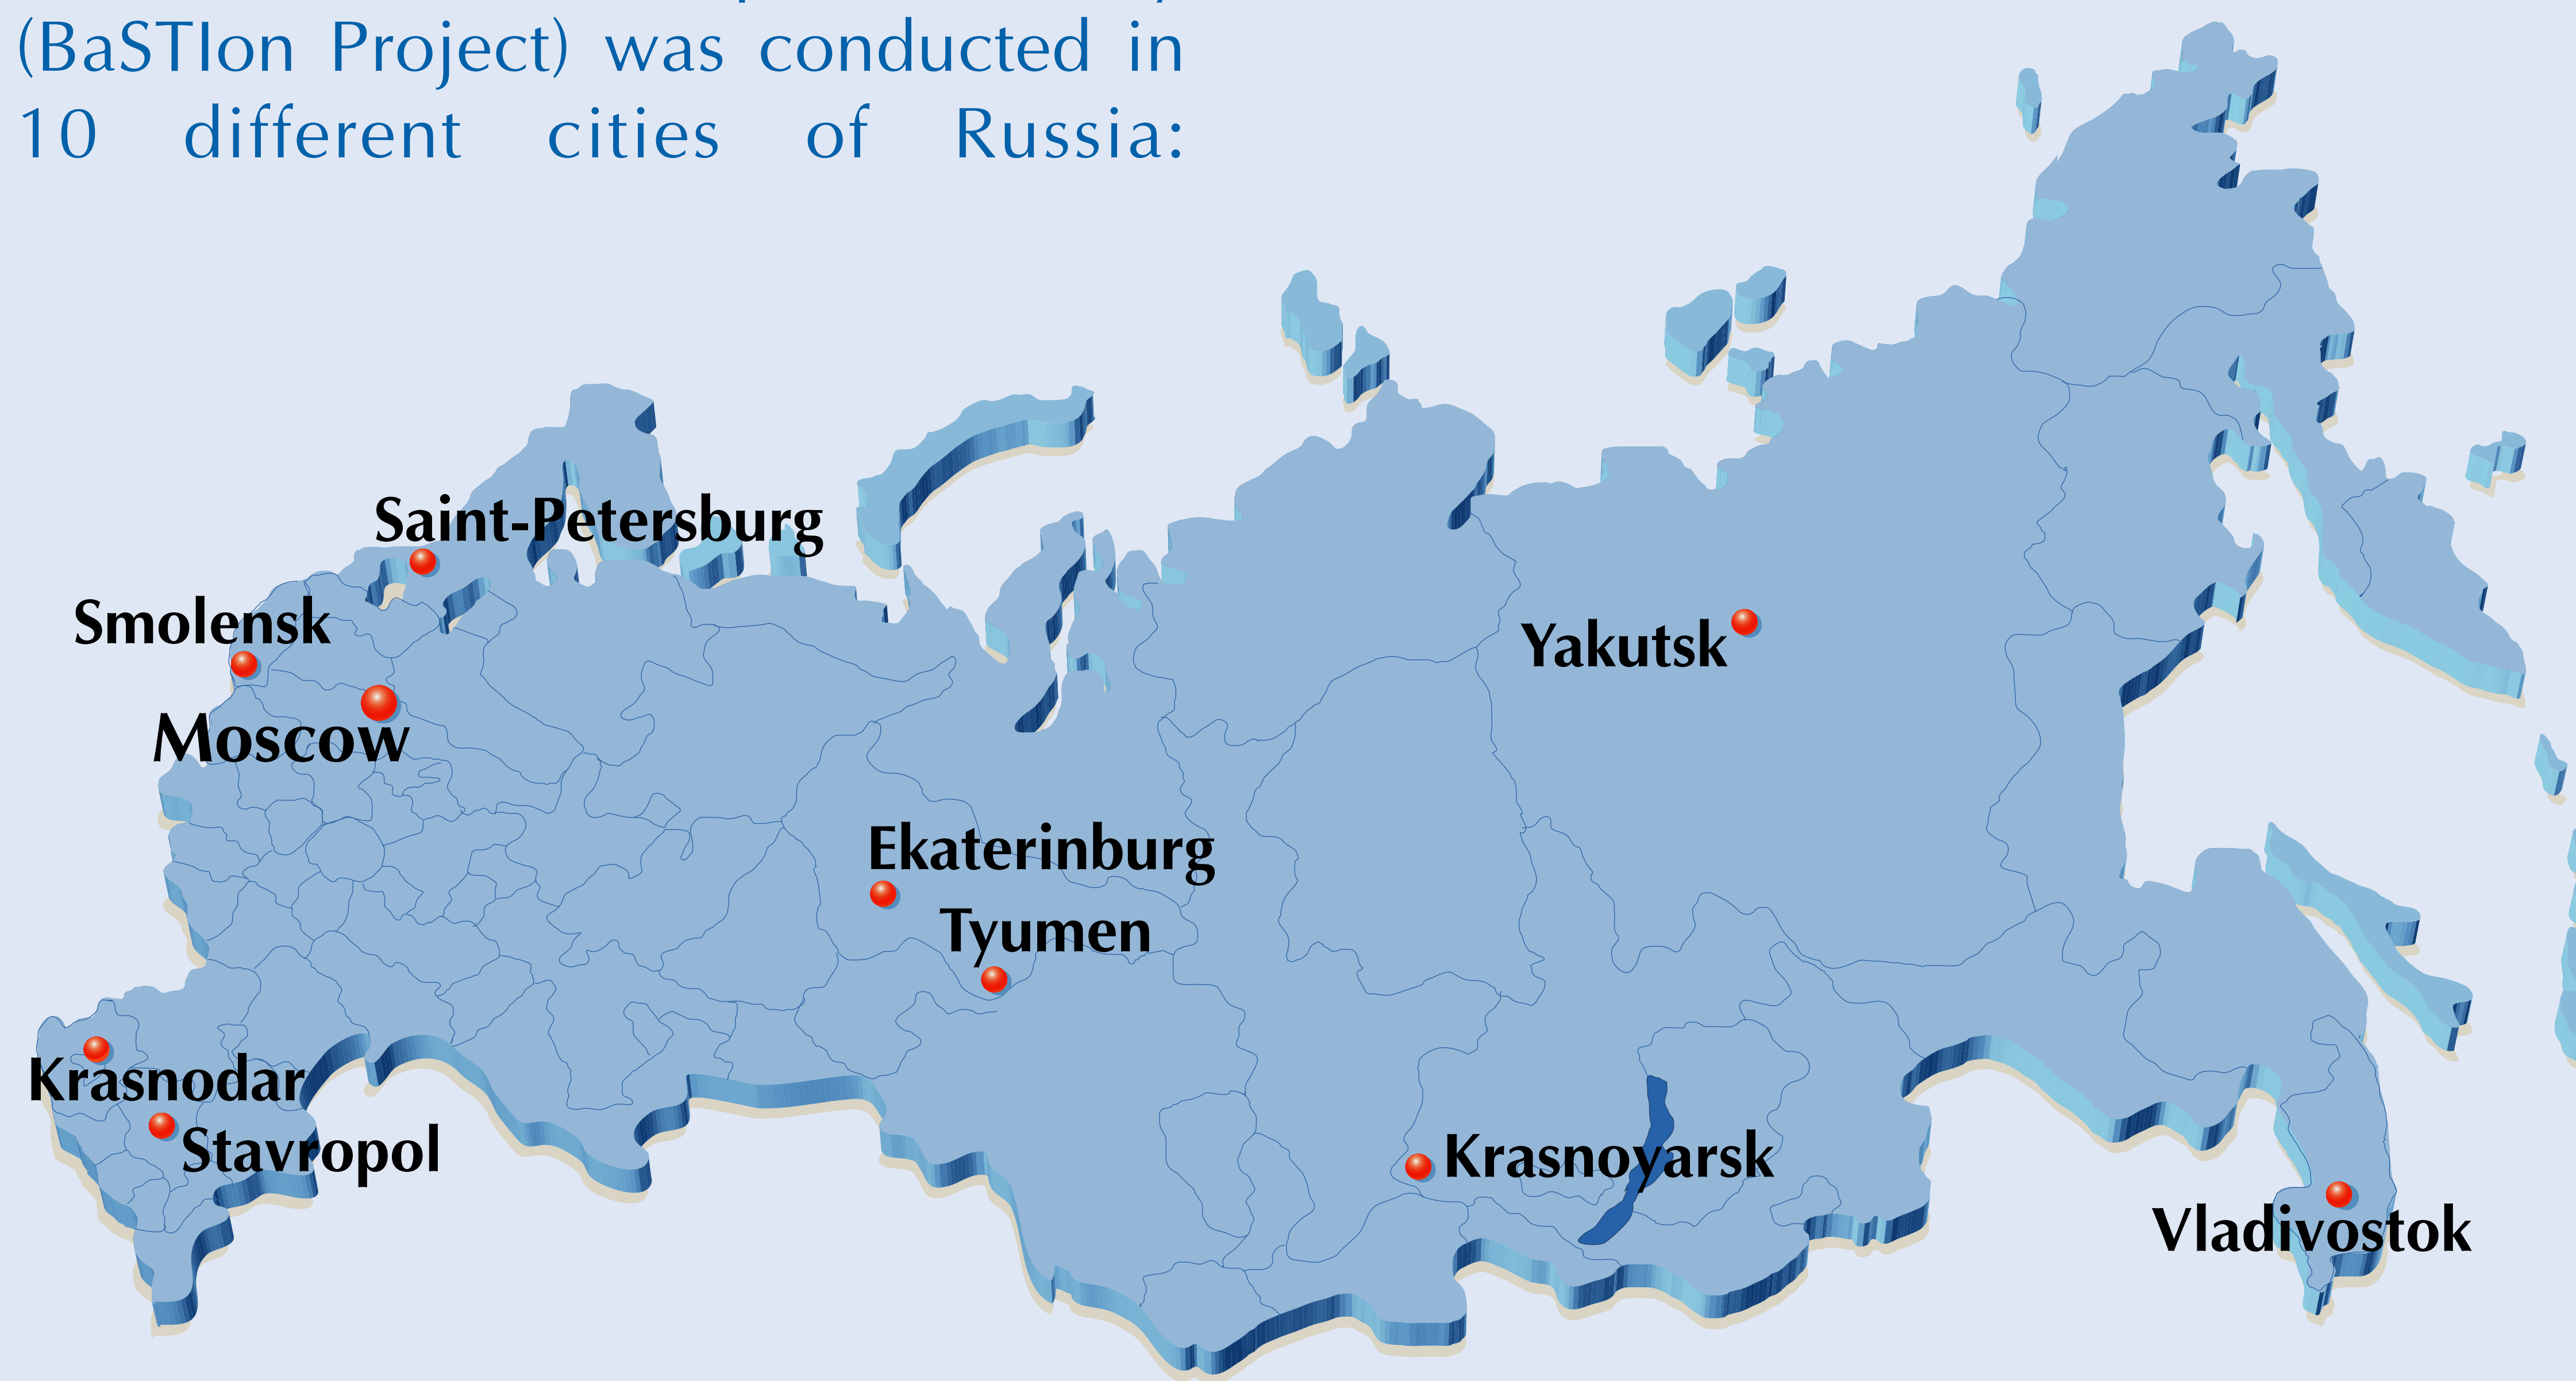 (BaSTIon Project) was conducted in
10 different cities of Russia:
Saint-Petersburg
Smolensk
Yakutsk
Moscow
Ekaterinburg
Tyumen
Krasnodar
Stavropol
Krasnoyarsk
Vladivostok